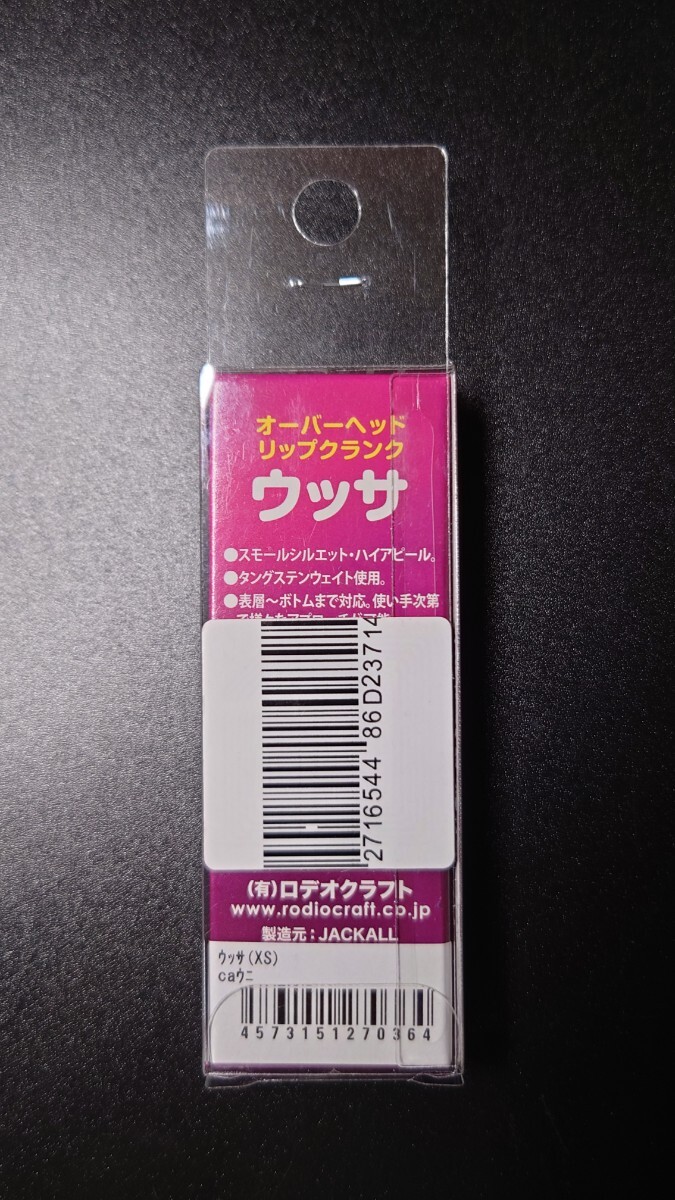 オーバーヘッド
リップクランク
ウッサ
●スモールシルエット・ハイアピール。
●タングステンウェイト使用。
●表層〜ボトムまで対応。使い手次第
2716544 86D23714
(有)ロデオクラフト
www.rodiocraft.co.jp
製造元：JACKALL
ウッサ(XS)
caウニ
4573151270364